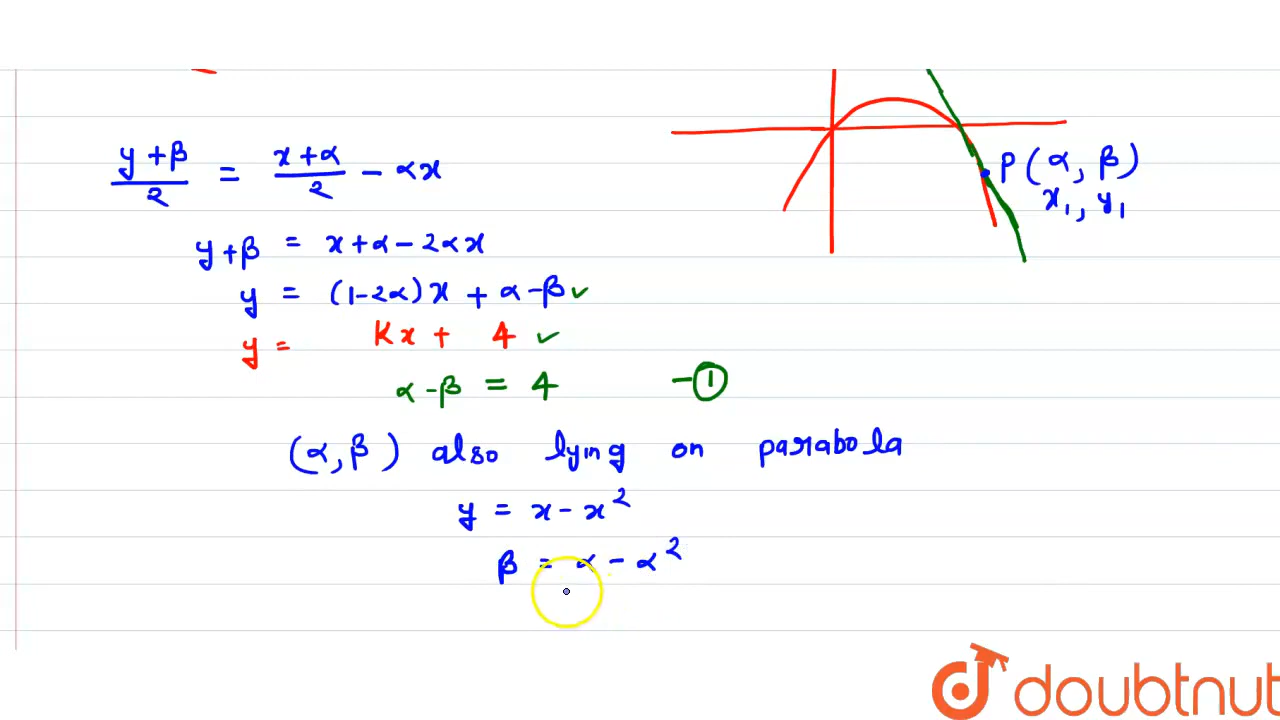 (y+β)/2 = (x+α)/2 - αx
P(α, β)
x₁, y₁
y+β = x+α-2αx
y = (1-2α)x + α-β ✓
y = Kx + 4 ✓
α-β = 4 -①
(α, β) also lying on parabola
y = x - x²
β = α - α²
doubtnut